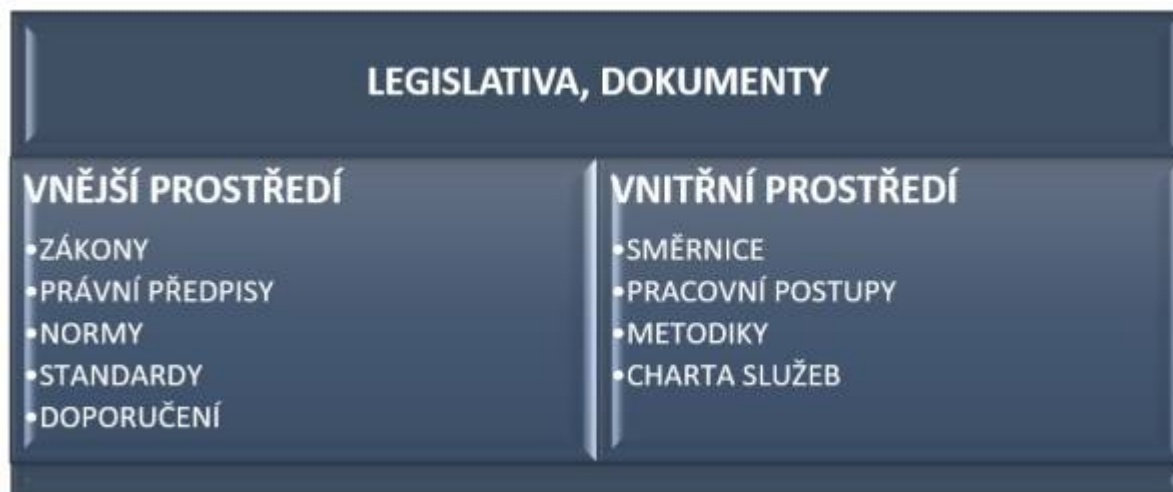 LEGISLATIVA, DOKUMENTY
VNĚJŠÍ PROSTŘEDÍ
•ZÁKONY
•PRÁVNÍ PŘEDPISY
•NORMY
•STANDARDY
•DOPORUČENÍ
VNITŘNÍ PROSTŘEDÍ
•SMĚRNICE
•PRACOVNÍ POSTUPY
•METODIKY
•CHARTA SLUŽEB